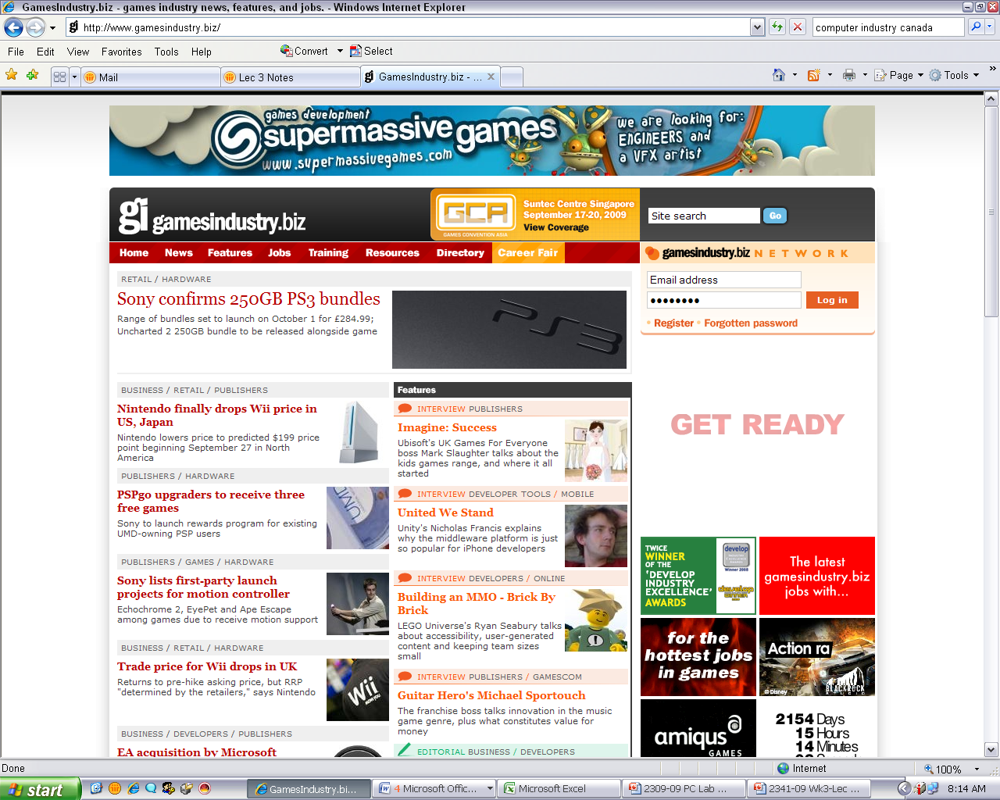 GamesIndustry.biz - games industry news, features, and jobs. - Windows Internet Explorer
http://www.gamesindustry.biz/
computer industry canada
File Edit View Favorites Tools Help
Convert Select
Mail
Lec 3 Notes
GamesIndustry.biz - ...
Page Tools
games development
supermassive games
www.supermassivegames.com
we are looking for:
ENGINEERS and
a VFX artist
gi gamesindustry.biz
GCA
GAMES CONVENTION ASIA
Suntec Centre Singapore
September 17-20, 2009
View Coverage
Site search
Go
Home News Features Jobs Training Resources Directory Career Fair
gamesindustry.biz NETWORK
Email address
Log in
• Register • Forgotten password
RETAIL / HARDWARE
Sony confirms 250GB PS3 bundles
Range of bundles set to launch on October 1 for £284.99;
Uncharted 2 250GB bundle to be released alongside game
PS3
BUSINESS / RETAIL / PUBLISHERS
Nintendo finally drops Wii price in
US, Japan
Nintendo lowers price to predicted $199 price
point beginning September 27 in North
America
PUBLISHERS / HARDWARE
PSPgo upgraders to receive three
free games
Sony to launch rewards program for existing
UMD-owning PSP users
UMD
PUBLISHERS / GAMES / HARDWARE
Sony lists first-party launch
projects for motion controller
Echochrome 2, EyePet and Ape Escape
among games due to receive motion support
BUSINESS / RETAIL / HARDWARE
Trade price for Wii drops in UK
Returns to pre-hike asking price, but RRP
"determined by the retailers," says Nintendo
Wii
BUSINESS / DEVELOPERS / PUBLISHERS
EA acquisition by Microsoft
Features
INTERVIEW PUBLISHERS
Imagine: Success
Ubisoft's UK Games For Everyone
boss Mark Slaughter talks about the
kids games range, and where it all
started
INTERVIEW DEVELOPER TOOLS / MOBILE
United We Stand
Unity's Nicholas Francis explains
why the middleware platform is just
so popular for iPhone developers
INTERVIEW DEVELOPERS / ONLINE
Building an MMO - Brick By
Brick
LEGO Universe's Ryan Seabury talks
about accessibility, user-generated
content and keeping team sizes
small
INTERVIEW PUBLISHERS / GAMESCOM
Guitar Hero's Michael Sportouch
The franchise boss talks innovation in the music
game genre, plus what constitutes value for
money
EDITORIAL BUSINESS / DEVELOPERS
GET READY
TWICE
WINNER
OF THE
'DEVELOP
INDUSTRY
EXCELLENCE'
AWARDS
develop
The latest
gamesindustry.biz
jobs with...
for the
hottest jobs
in games
Action ra
© Disney
BLACKROCK
STUDIO
amiqus
GAMES
2154 Days
15 Hours
14 Minutes
Done
Internet
100%
start
GamesIndustry.bi...
4 Microsoft Offic...
Microsoft Excel
2309-09 PC Lab ...
2341-09 Wk3-Lec ...
8:14 AM